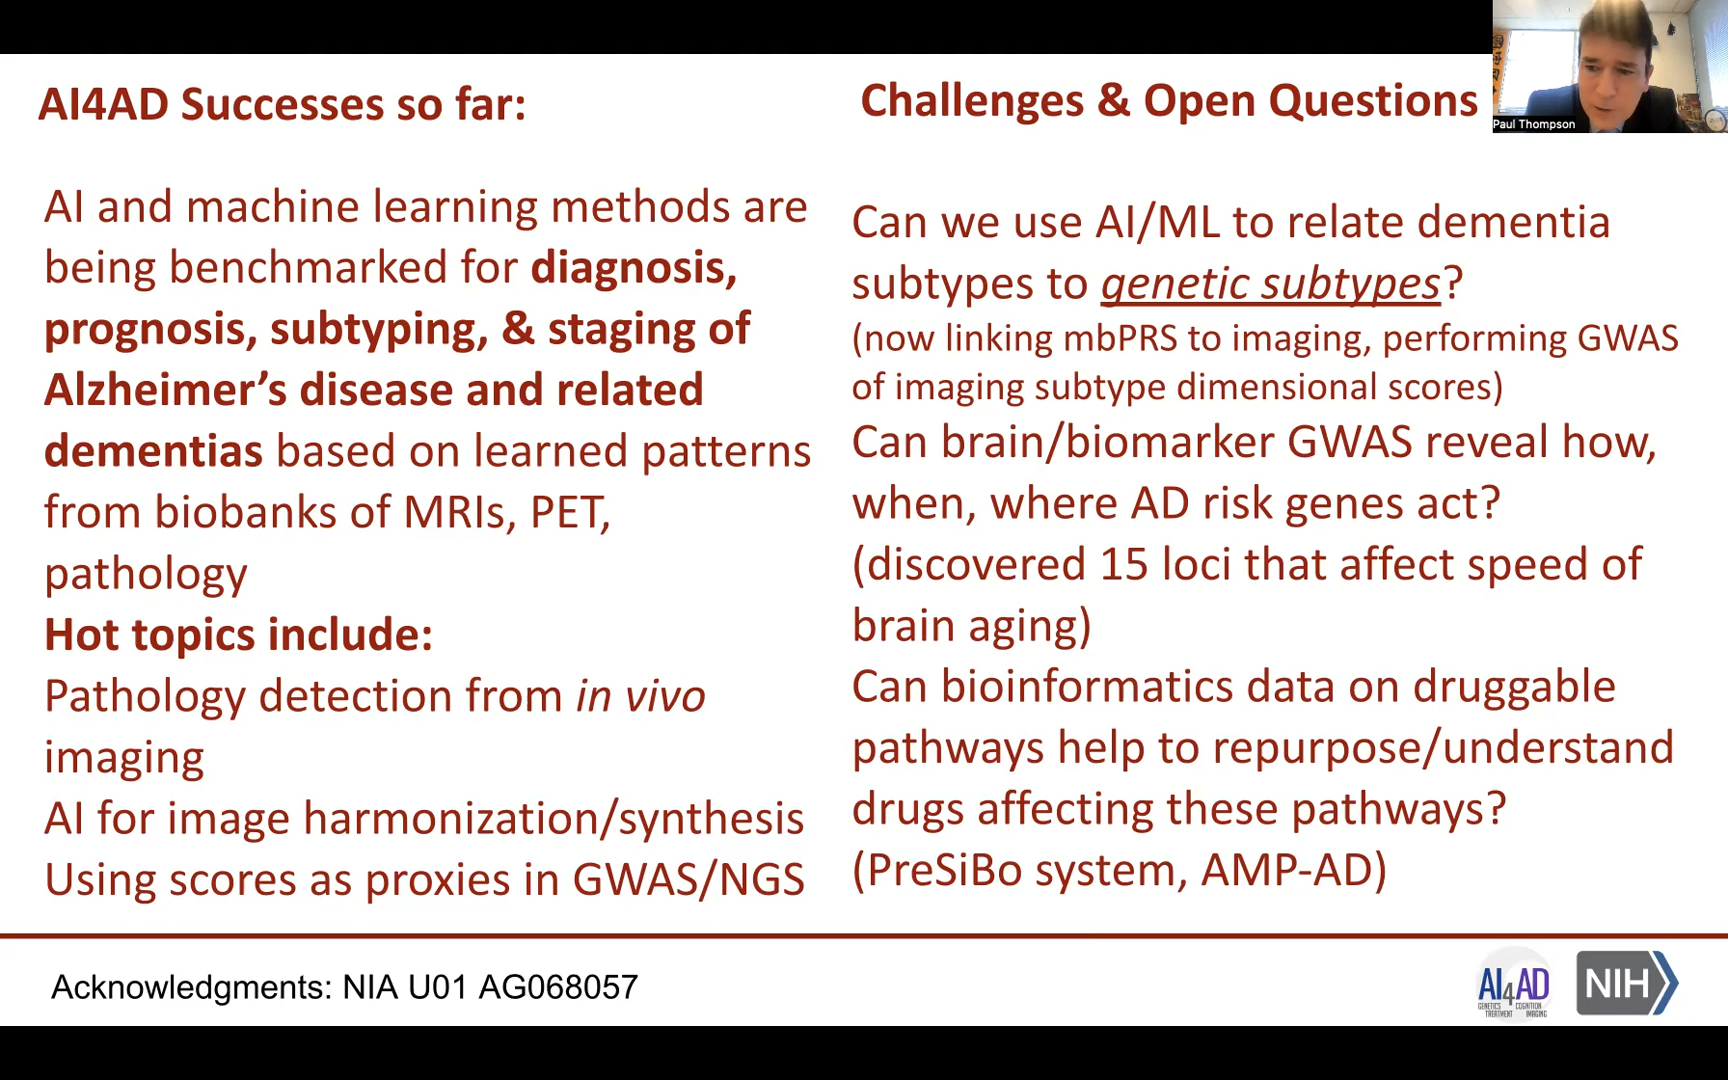 AI4AD Successes so far:
AI and machine learning methods are
being benchmarked for diagnosis,
prognosis, subtyping, & staging of
Alzheimer’s disease and related
dementias based on learned patterns
from biobanks of MRIs, PET,
pathology
Hot topics include:
Pathology detection from in vivo
imaging
AI for image harmonization/synthesis
Using scores as proxies in GWAS/NGS
Challenges & Open Questions
Can we use AI/ML to relate dementia
subtypes to genetic subtypes?
(now linking mbPRS to imaging, performing GWAS
of imaging subtype dimensional scores)
Can brain/biomarker GWAS reveal how,
when, where AD risk genes act?
(discovered 15 loci that affect speed of
brain aging)
Can bioinformatics data on druggable
pathways help to repurpose/understand
drugs affecting these pathways?
(PreSiBo system, AMP-AD)
Paul Thompson
Acknowledgments: NIA U01 AG068057
AI4AD
GENETICS COGNITION
TREATMENT IMAGING
NIH